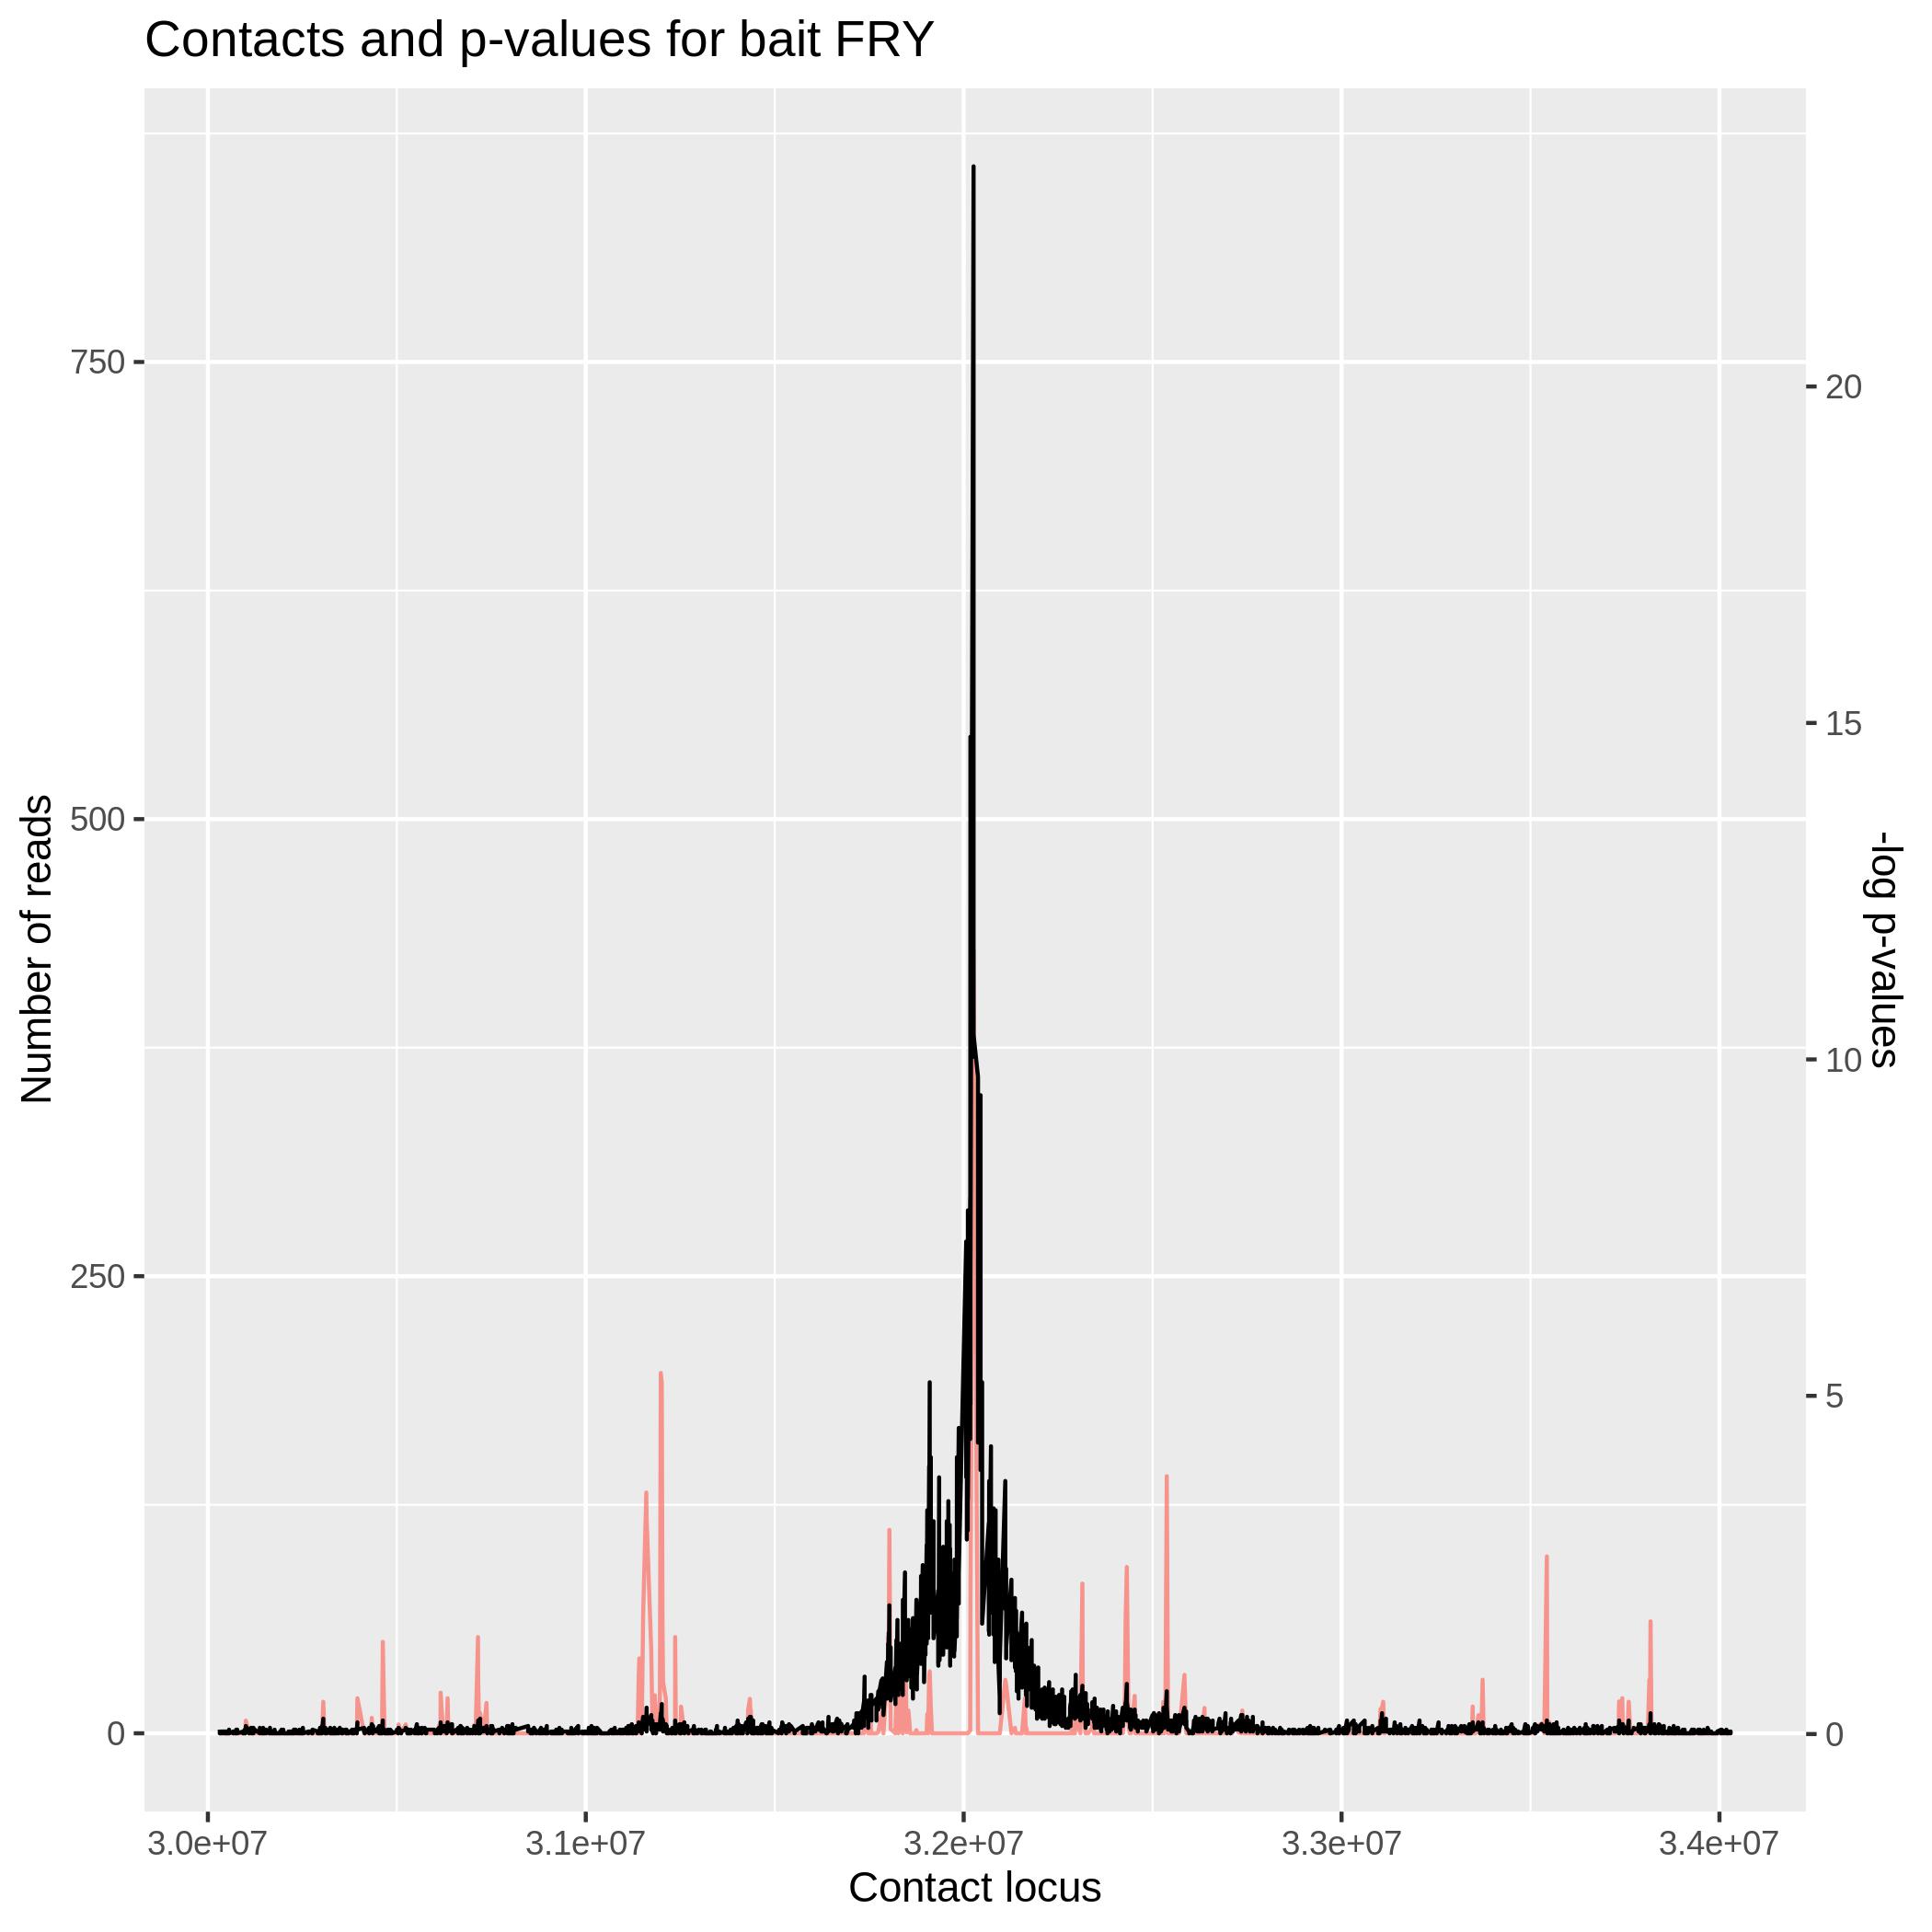 Contacts and p-values for bait FRY
750
500
250
0
Number of reads
20
15
10
5
0
-log p-values
3.0e+07 3.1e+07 3.2e+07 3.3e+07 3.4e+07
Contact locus